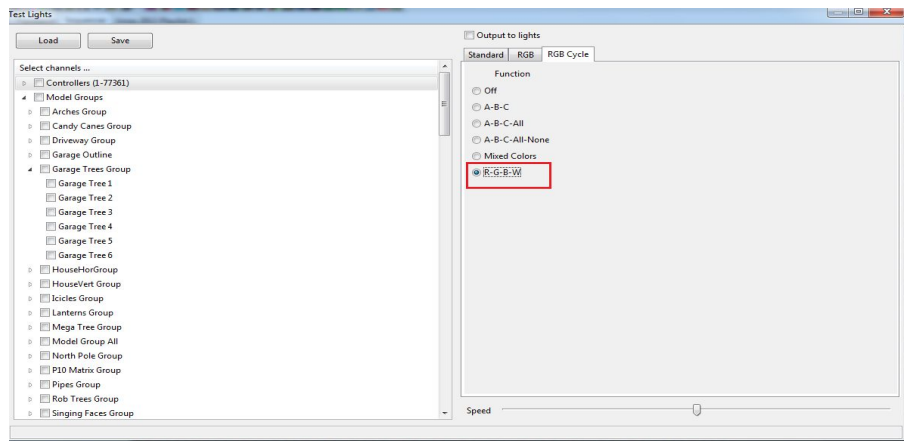 Test Lights
Load
Save
Select channels ...
Controllers (1-77361)
Model Groups
Arches Group
Candy Canes Group
Driveway Group
Garage Outline
Garage Trees Group
Garage Tree 1
Garage Tree 2
Garage Tree 3
Garage Tree 4
Garage Tree 5
Garage Tree 6
HouseHorGroup
HouseVert Group
Icicles Group
Lanterns Group
Mega Tree Group
Model Group All
North Pole Group
P10 Matrix Group
Pipes Group
Rob Trees Group
Singing Faces Group
Output to lights
Standard RGB RGB Cycle
Function
Off
A-B-C
A-B-C-All
A-B-C-All-None
Mixed Colors
R-G-B-W
Speed